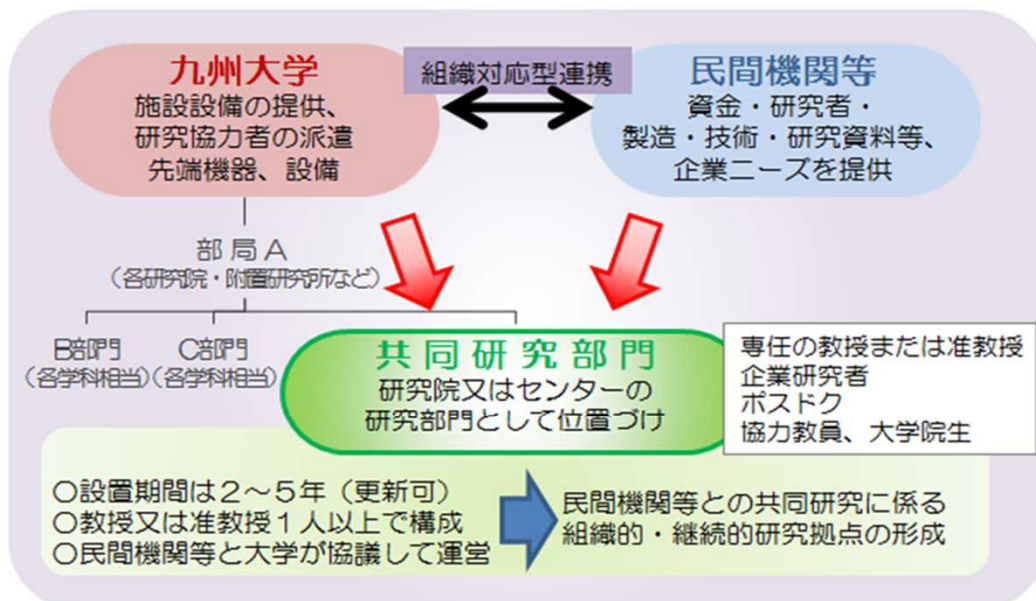 九州大学
施設設備の提供、
研究協力者の派遣
先端機器、設備
組織対応型連携
民間機関等
資金・研究者・
製造・技術・研究資料等、
企業ニーズを提供
部局A
(各研究院・附置研究所など)
B部門
(各学科相当)
C部門
(各学科相当)
共同研究部門
研究院又はセンターの
研究部門として位置づけ
専任の教授または准教授
企業研究者
ポスドク
協力教員、大学院生
○設置期間は2~5年(更新可)
○教授又は准教授1人以上で構成
○民間機関等と大学が協議して運営
民間機関等との共同研究に係る
組織的・継続的研究拠点の形成